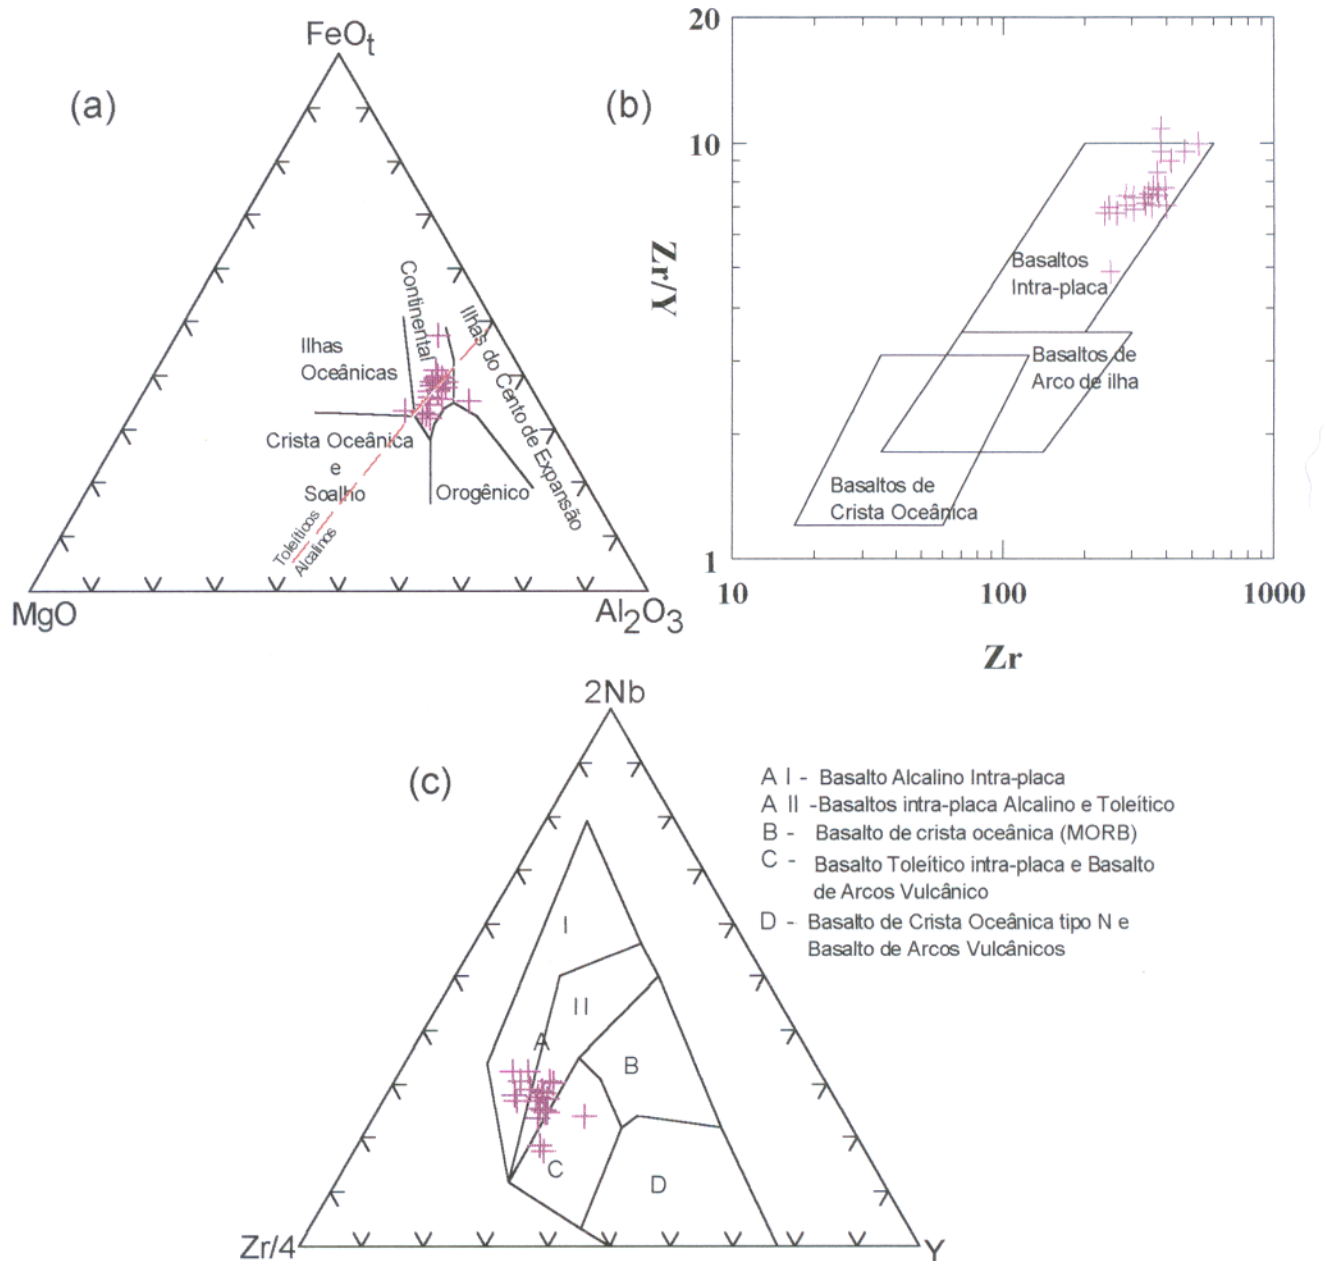 (a)
FeOt
Continental
Ilhas do Cento de Expansão
Ilhas
Oceânicas
Crista Oceânica
e
Soalho
Orogênico
Toleíticos
Alcalinos
MgO
Al2O3
(b)
20
10
1
Zr/Y
Basaltos
Intra-placa
Basaltos de
Arco de ilha
Basaltos de
Crista Oceânica
10
100
1000
Zr
(c)
2Nb
I
II
A
B
C
D
Zr/4
Y
A I - Basalto Alcalino Intra-placa
A II -Basaltos intra-placa Alcalino e Toleítico
B - Basalto de crista oceânica (MORB)
C - Basalto Toleítico intra-placa e Basalto
de Arcos Vulcânico
D - Basalto de Crista Oceânica tipo N e
Basalto de Arcos Vulcânicos